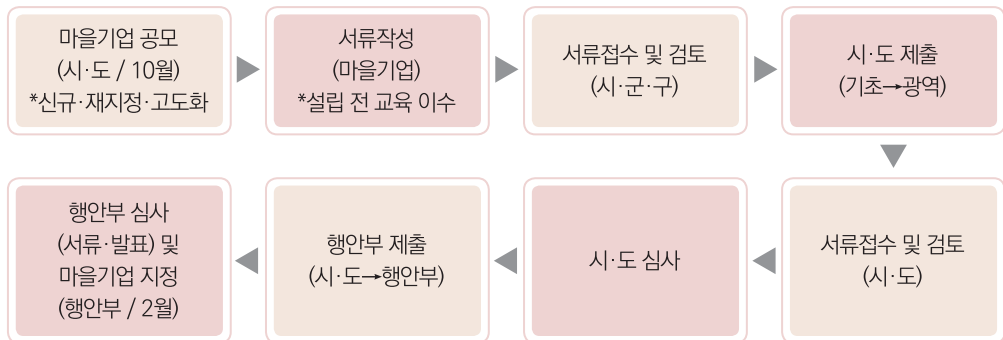 마을기업 공모
(시·도 / 10월)
*신규·재지정·고도화
서류작성
(마을기업)
*설립 전 교육 이수
서류접수 및 검토
(시·군·구)
시·도 제출
(기초→광역)
서류접수 및 검토
(시·도)
시·도 심사
행안부 제출
(시·도→행안부)
행안부 심사
(서류·발표) 및
마을기업 지정
(행안부 / 2월)